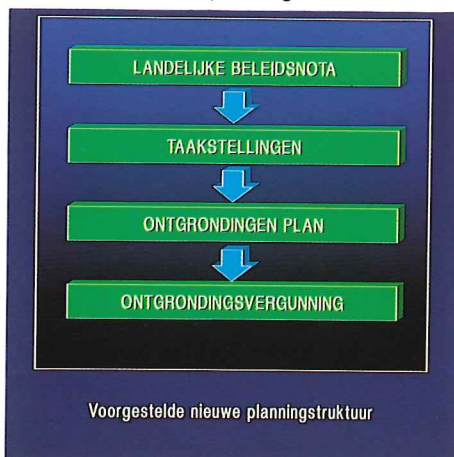 LANDELIJKE BELEIDSNOTA
TAAKSTELLINGEN
ONTGRONDINGEN PLAN
ONTGRONDINGSVERGUNNING
Voorgestelde nieuwe planningstruktuur